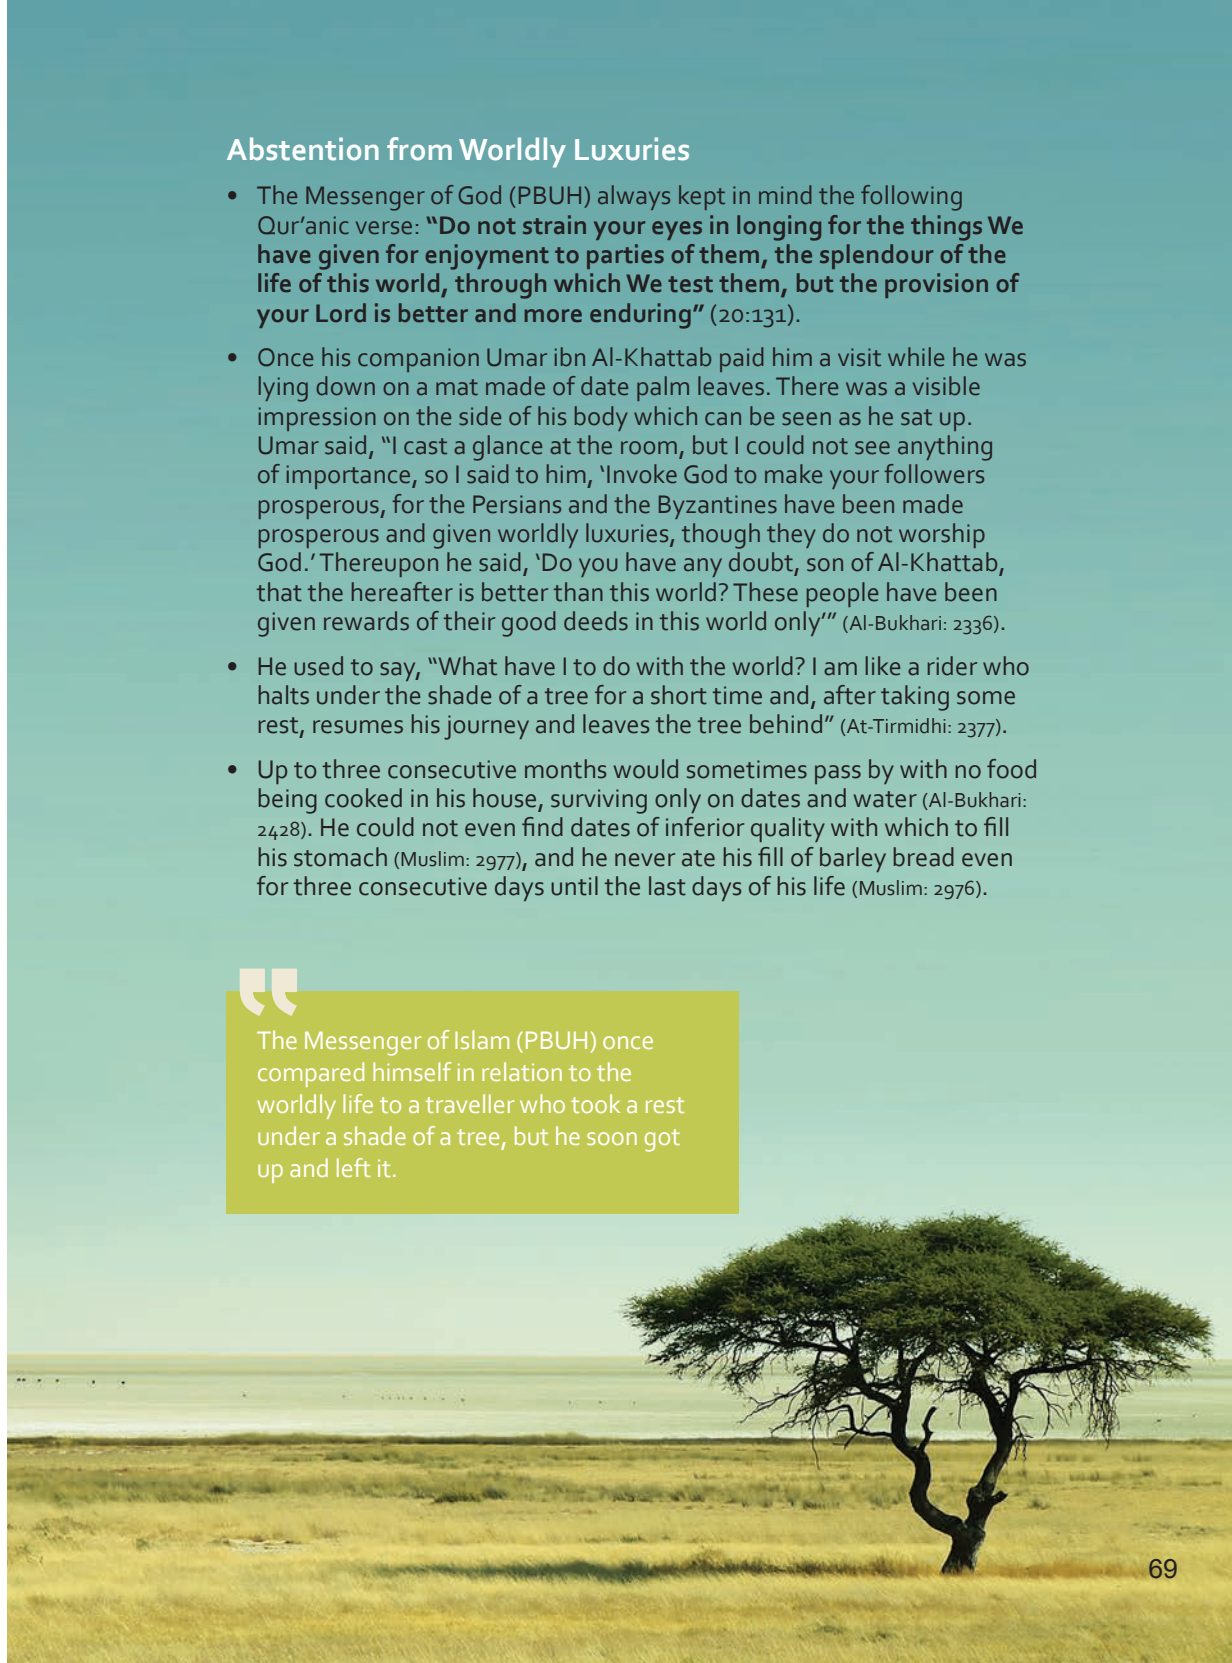 Abstention from Worldly Luxuries
• The Messenger of God (PBUH) always kept in mind the following
Qur’anic verse: “Do not strain your eyes in longing for the things We
have given for enjoyment to parties of them, the splendour of the
life of this world, through which We test them, but the provision of
your Lord is better and more enduring” (20:131).
• Once his companion Umar ibn Al-Khattab paid him a visit while he was
lying down on a mat made of date palm leaves. There was a visible
impression on the side of his body which can be seen as he sat up.
Umar said, “I cast a glance at the room, but I could not see anything
of importance, so I said to him, ‘Invoke God to make your followers
prosperous, for the Persians and the Byzantines have been made
prosperous and given worldly luxuries, though they do not worship
God.’ Thereupon he said, ‘Do you have any doubt, son of Al-Khattab,
that the hereafter is better than this world? These people have been
given rewards of their good deeds in this world only’” (Al-Bukhari: 2336).
• He used to say, “What have I to do with the world? I am like a rider who
halts under the shade of a tree for a short time and, after taking some
rest, resumes his journey and leaves the tree behind” (At-Tirmidhi: 2377).
• Up to three consecutive months would sometimes pass by with no food
being cooked in his house, surviving only on dates and water (Al-Bukhari:
2428). He could not even find dates of inferior quality with which to fill
his stomach (Muslim: 2977), and he never ate his fill of barley bread even
for three consecutive days until the last days of his life (Muslim: 2976).
"
The Messenger of Islam (PBUH) once
compared himself in relation to the
worldly life to a traveller who took a rest
under a shade of a tree, but he soon got
up and left it.
69